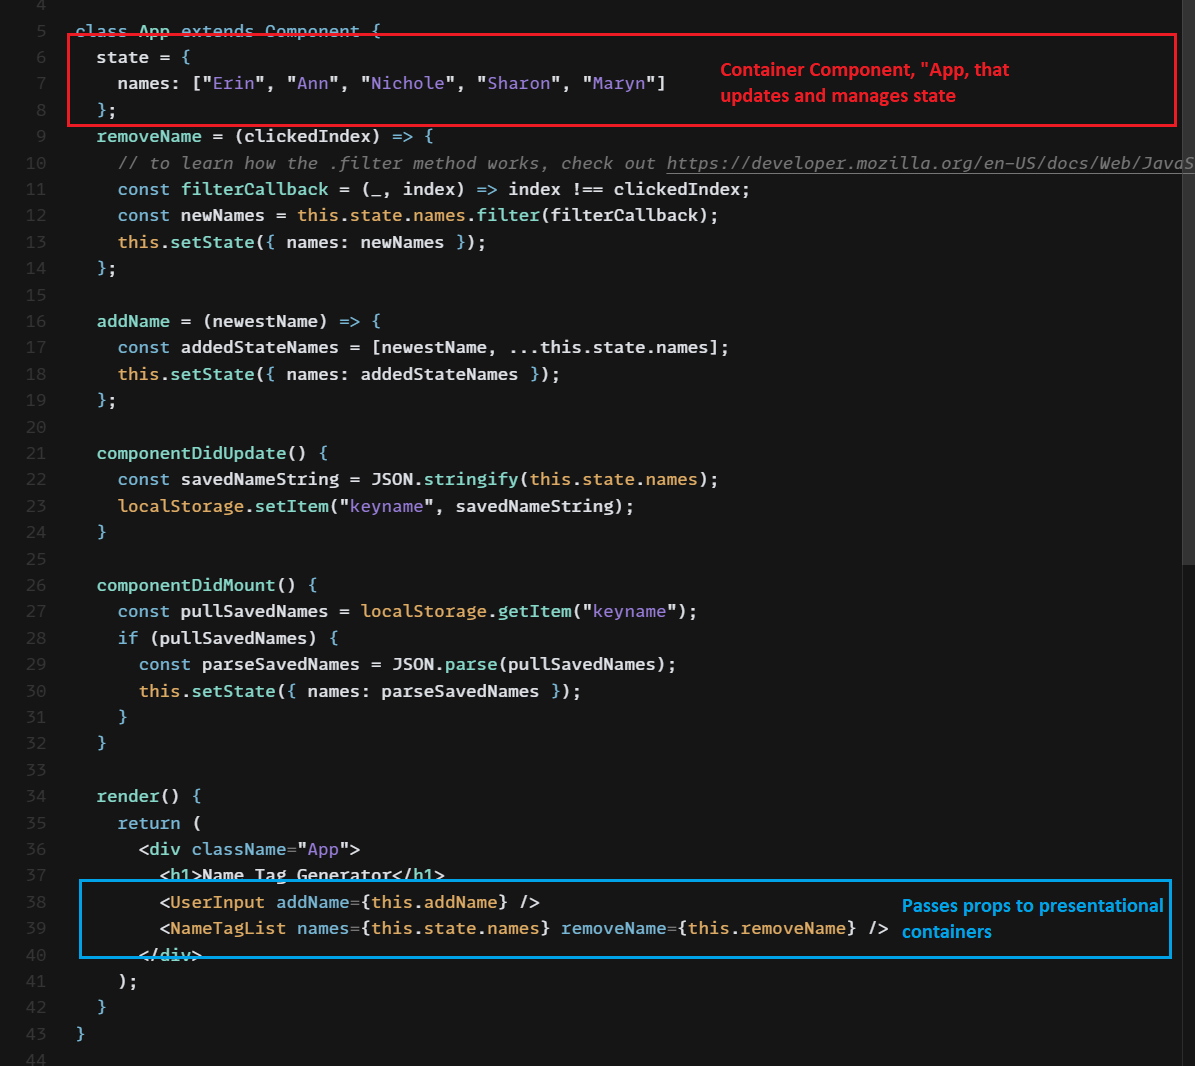 4
5 class App extends Component {
6 state = {
7 names: ["Erin", "Ann", "Nichole", "Sharon", "Maryn"]
Container Component, "App, that
updates and manages state
8 };
9 removeName = (clickedIndex) => {
10 // to learn how the .filter method works, check out https://developer.mozilla.org/en-US/docs/Web/JavaS
11 const filterCallback = (_, index) => index !== clickedIndex;
12 const newNames = this.state.names.filter(filterCallback);
13 this.setState({ names: newNames });
14 };
15
16 addName = (newestName) => {
17 const addedStateNames = [newestName, ...this.state.names];
18 this.setState({ names: addedStateNames });
19 };
20
21 componentDidUpdate() {
22 const savedNameString = JSON.stringify(this.state.names);
23 localStorage.setItem("keyname", savedNameString);
24 }
25
26 componentDidMount() {
27 const pullSavedNames = localStorage.getItem("keyname");
28 if (pullSavedNames) {
29 const parseSavedNames = JSON.parse(pullSavedNames);
30 this.setState({ names: parseSavedNames });
31 }
32 }
33
34 render() {
35 return (
36 <div className="App">
37 <h1>Name Tag Generator</h1>
38 <UserInput addName={this.addName} />
39 <NameTagList names={this.state.names} removeName={this.removeName} />
Passes props to presentational
containers
40 </div>
41 );
42 }
43 }
44